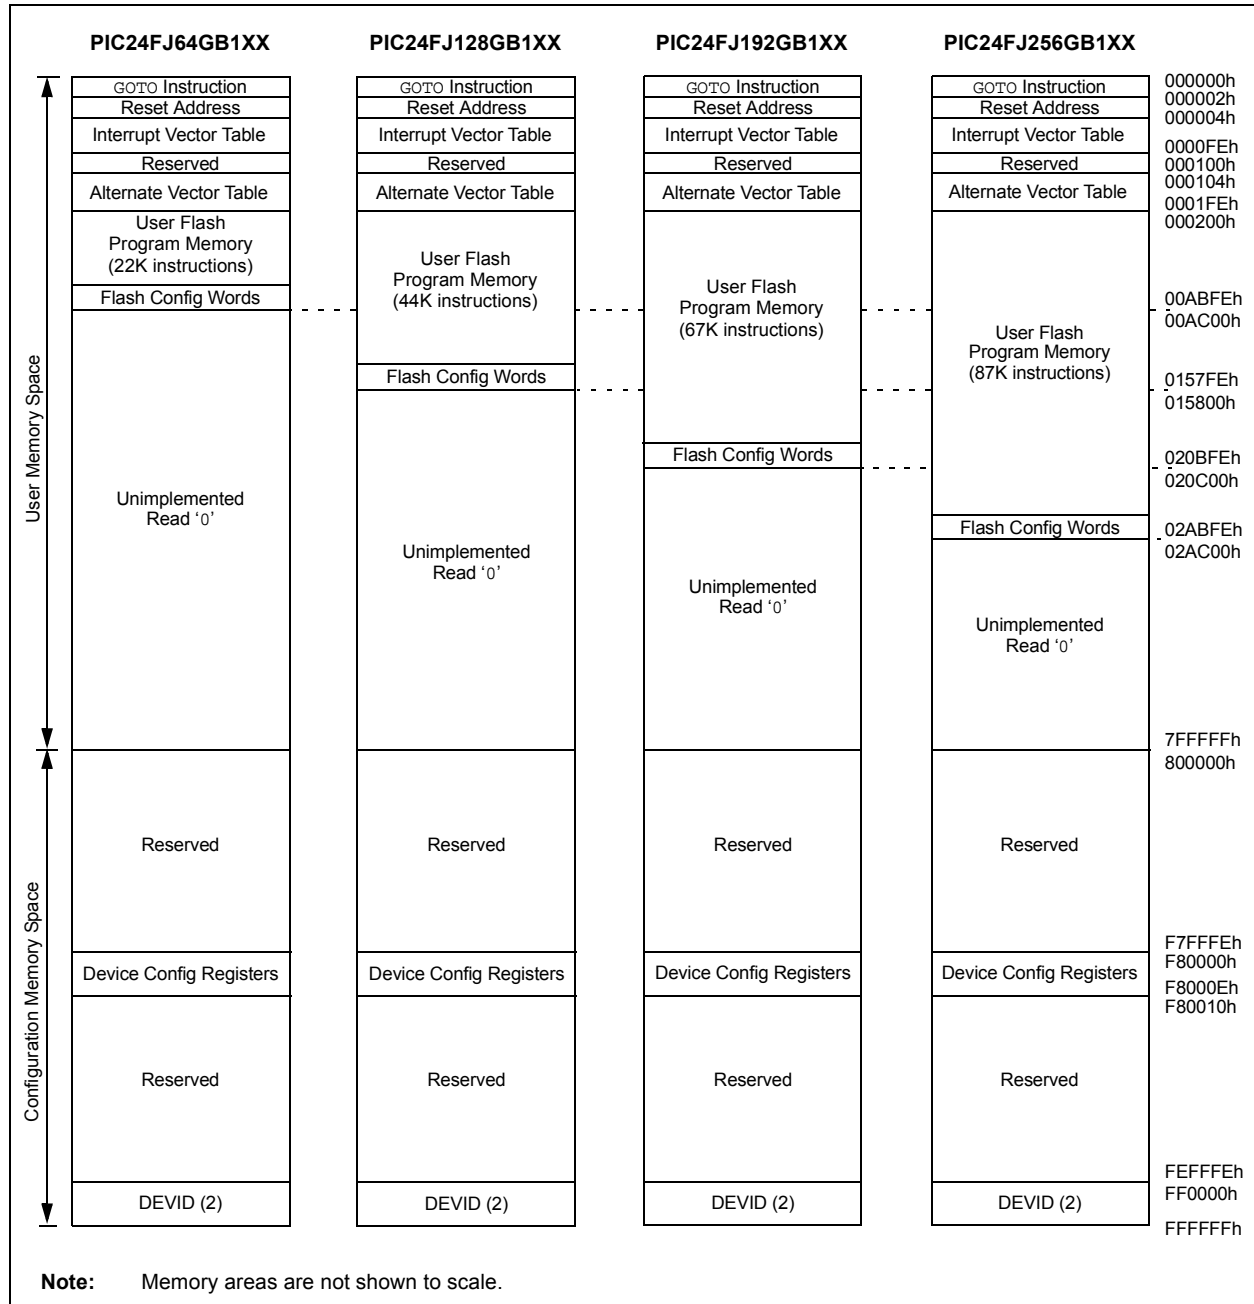 PIC24FJ64GB1XX
PIC24FJ128GB1XX
PIC24FJ192GB1XX
PIC24FJ256GB1XX
User Memory Space
Configuration Memory Space
GOTO Instruction
Reset Address
Interrupt Vector Table
Reserved
Alternate Vector Table
User Flash
Program Memory
(22K instructions)
Flash Config Words
Unimplemented
Read ‘0’
Reserved
Device Config Registers
Reserved
DEVID (2)
GOTO Instruction
Reset Address
Interrupt Vector Table
Reserved
Alternate Vector Table
User Flash
Program Memory
(44K instructions)
Flash Config Words
Unimplemented
Read ‘0’
Reserved
Device Config Registers
Reserved
DEVID (2)
GOTO Instruction
Reset Address
Interrupt Vector Table
Reserved
Alternate Vector Table
User Flash
Program Memory
(67K instructions)
Flash Config Words
Unimplemented
Read ‘0’
Reserved
Device Config Registers
Reserved
DEVID (2)
GOTO Instruction
Reset Address
Interrupt Vector Table
Reserved
Alternate Vector Table
User Flash
Program Memory
(87K instructions)
Flash Config Words
Unimplemented
Read ‘0’
Reserved
Device Config Registers
Reserved
DEVID (2)
000000h
000002h
000004h
0000FEh
000100h
000104h
0001FEh
000200h
00ABFEh
00AC00h
0157FEh
015800h
020BFEh
020C00h
02ABFEh
02AC00h
7FFFFFh
800000h
F7FFFEh
F80000h
F8000Eh
F80010h
FEFFFEh
FF0000h
FFFFFFh
Note: Memory areas are not shown to scale.